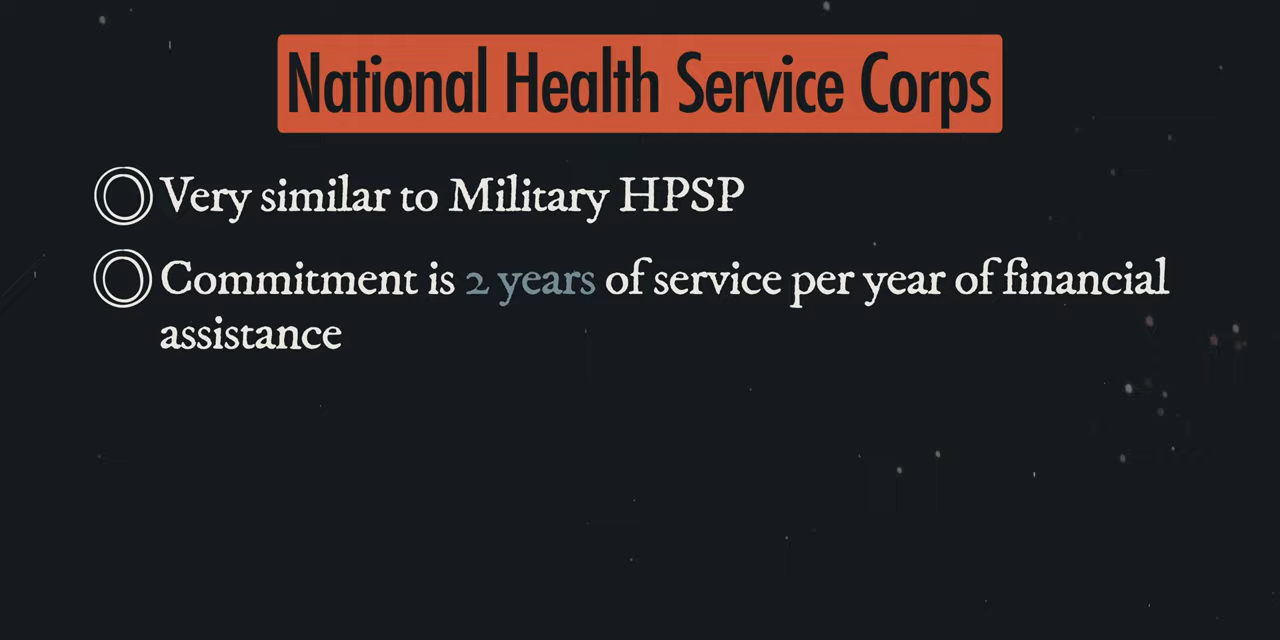 National Health Service Corps
Very similar to Military HPSP
Commitment is 2 years of service per year of financial
assistance